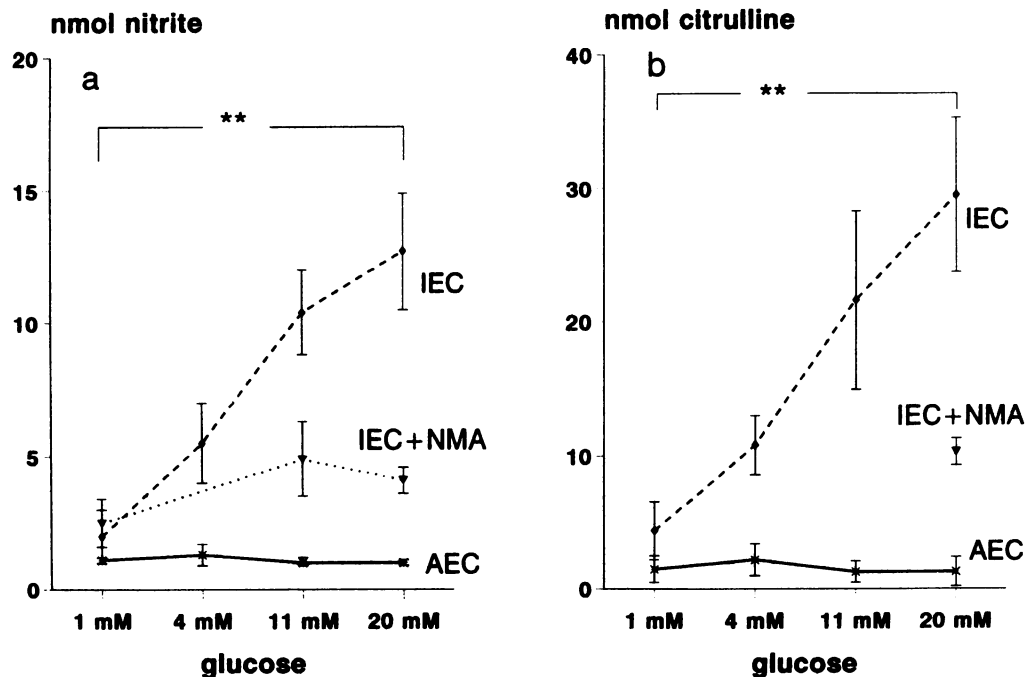 nmol nitrite
20
15
10
5
0
a
**
IEC
IEC+NMA
AEC
1 mM 4 mM 11 mM 20 mM
glucose
nmol citrulline
40
30
20
10
0
b
**
IEC
IEC+NMA
AEC
1 mM 4 mM 11 mM 20 mM
glucose